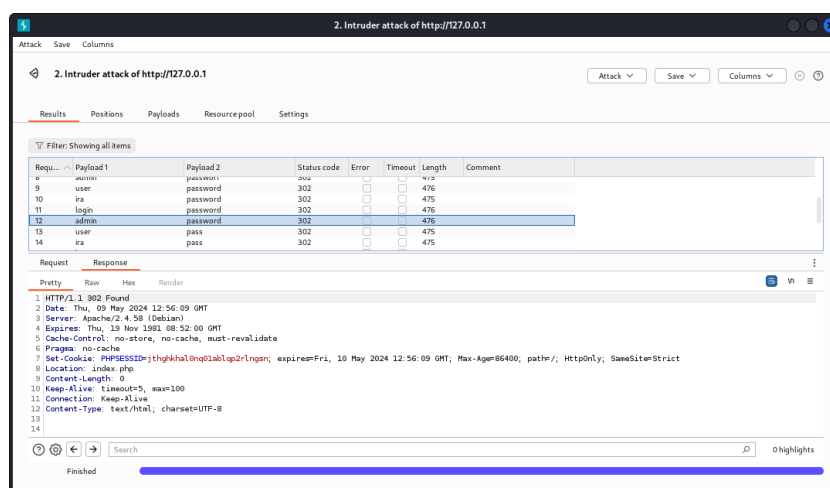 2. Intruder attack of http://127.0.0.1
Attack Save Columns
2. Intruder attack of http://127.0.0.1
Attack Save Columns
Results Positions Payloads Resource pool Settings
Filter: Showing all items
Requ... Payload 1 Payload 2 Status code Error Timeout Length Comment
8 admin passworl 302 475
9 user password 302 476
10 ira password 302 475
11 login password 302 476
12 admin password 302 476
13 user pass 302 475
14 ira pass 302 475
Request Response
Pretty Raw Hex Render \n
1 HTTP/1.1 302 Found
2 Date: Thu, 09 May 2024 12:56:09 GMT
3 Server: Apache/2.4.58 (Debian)
4 Expires: Thu, 19 Nov 1981 08:52:00 GMT
5 Cache-Control: no-store, no-cache, must-revalidate
6 Pragma: no-cache
7 Set-Cookie: PHPSESSID=jthghkhal0nq01ablqp2rlngsn; expires=Fri, 10 May 2024 12:56:09 GMT; Max-Age=86400; path=/; HttpOnly; SameSite=Strict
8 Location: index.php
9 Content-Length: 0
10 Keep-Alive: timeout=5, max=100
11 Connection: Keep-Alive
12 Content-Type: text/html; charset=UTF-8
13
14
Search 0 highlights
Finished